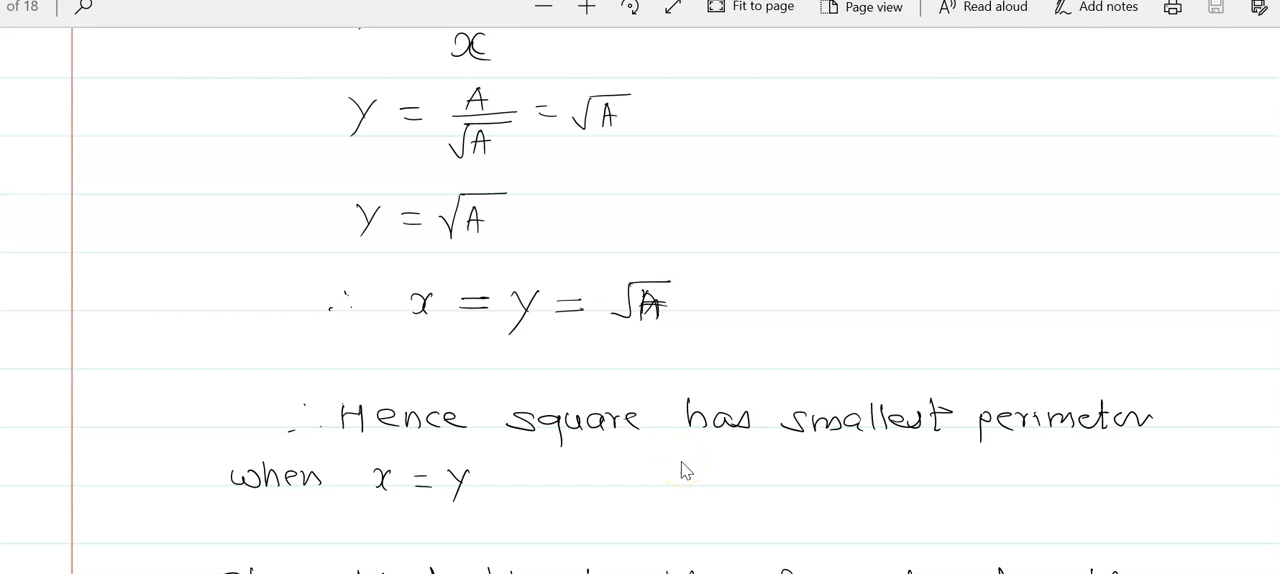 of 18 Fit to page Page view Read aloud Add notes
x
y = A/√A = √A
y = √A
∴ x = y = √A
∴ Hence square has smallest perimeter
when x = y